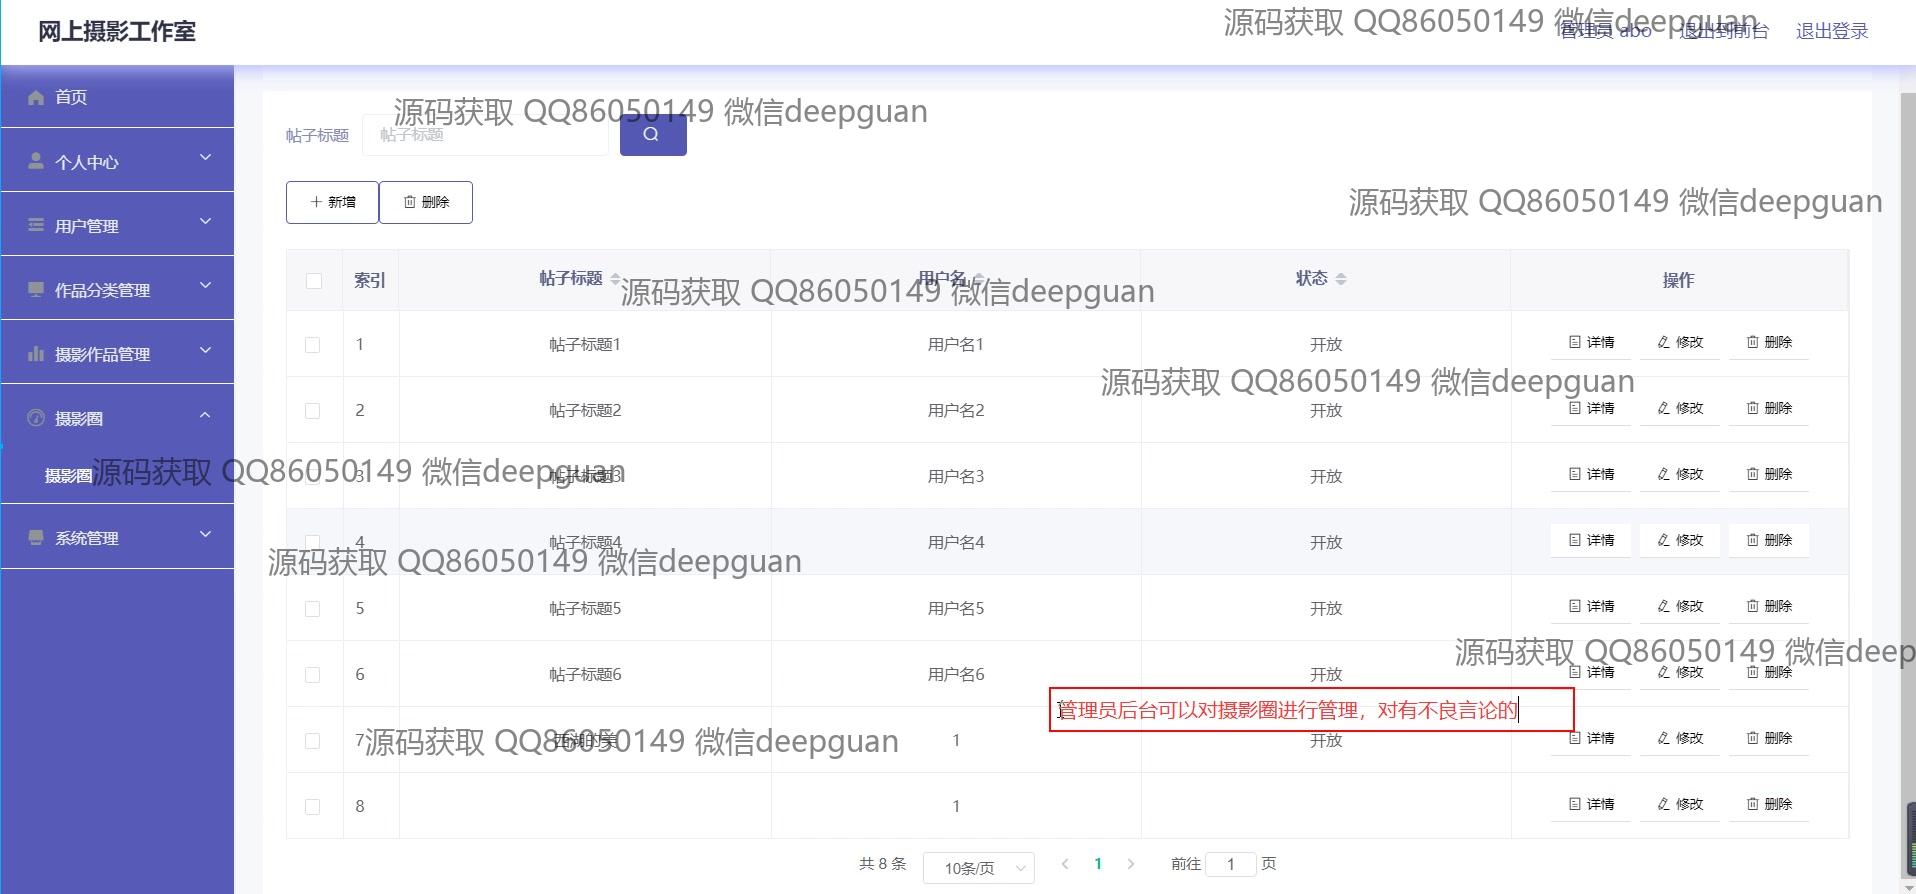 网上摄影工作室
源码获取 QQ86050149 微信deepguan
管理员 abo 退出到前台 退出登录
首页
个人中心
用户管理
作品分类管理
摄影作品管理
摄影圈
摄影圈
系统管理
源码获取 QQ86050149 微信deepguan
帖子标题 帖子标题
新增 删除
源码获取 QQ86050149 微信deepguan
索引 帖子标题 用户名 状态 操作
源码获取 QQ86050149 微信deepguan
1 帖子标题1 用户名1 开放 详情 修改 删除
源码获取 QQ86050149 微信deepguan
2 帖子标题2 用户名2 开放 详情 修改 删除
源码获取 QQ86050149 微信deepguan
3 帖子标题3 用户名3 开放 详情 修改 删除
4 帖子标题4 用户名4 开放 详情 修改 删除
源码获取 QQ86050149 微信deepguan
5 帖子标题5 用户名5 开放 详情 修改 删除
源码获取 QQ86050149 微信deep
6 帖子标题6 用户名6 开放 详情 修改 删除
管理员后台可以对摄影圈进行管理，对有不良言论的
7 西湖的美 1 开放 详情 修改 删除
源码获取 QQ86050149 微信deepguan
8 1 详情 修改 删除
共 8 条 10条/页 1 前往 1 页